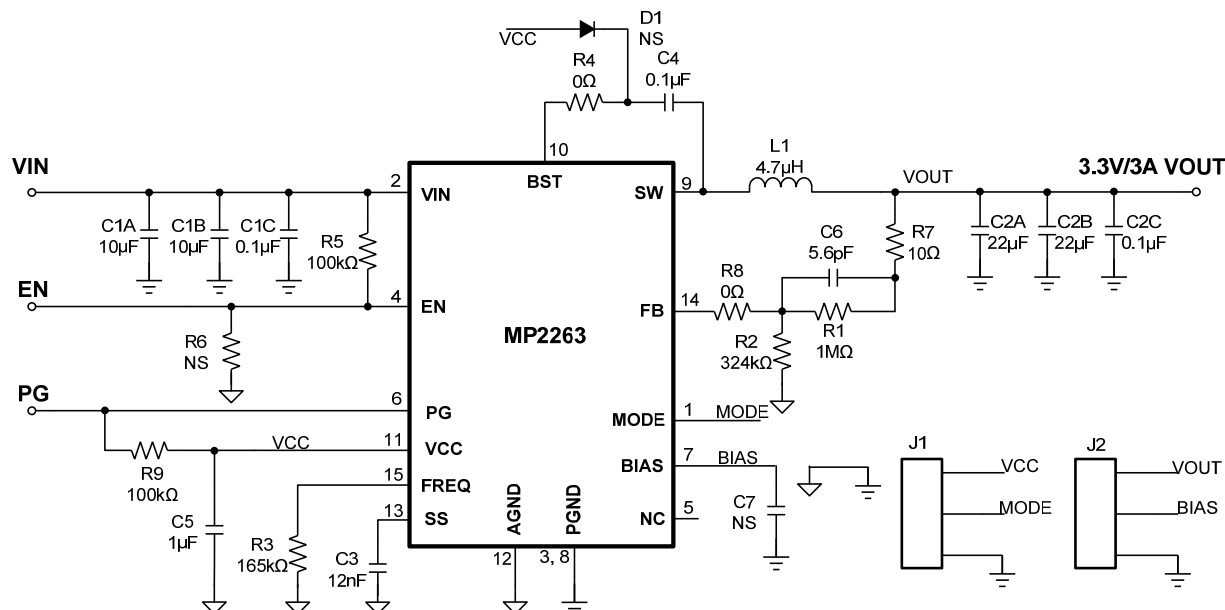 D1
NS
VCC
R4
0Ω
C4
0.1µF
10
BST
VIN
2
VIN
C1A
10µF
C1B
10µF
C1C
0.1µF
R5
100kΩ
SW
9
L1
4.7µH
VOUT
3.3V/3A VOUT
C6
5.6pF
R7
10Ω
C2A
22µF
C2B
22µF
C2C
0.1µF
EN
4
EN
R6
NS
MP2263
FB
14
R8
0Ω
R1
1MΩ
R2
324kΩ
PG
6
PG
11
VCC
VCC
R9
100kΩ
C5
1µF
15
FREQ
R3
165kΩ
13
SS
C3
12nF
MODE
1
MODE
BIAS
7
BIAS
C7
NS
NC
5
AGND
12
PGND
3, 8
J1
VCC
MODE
J2
VOUT
BIAS